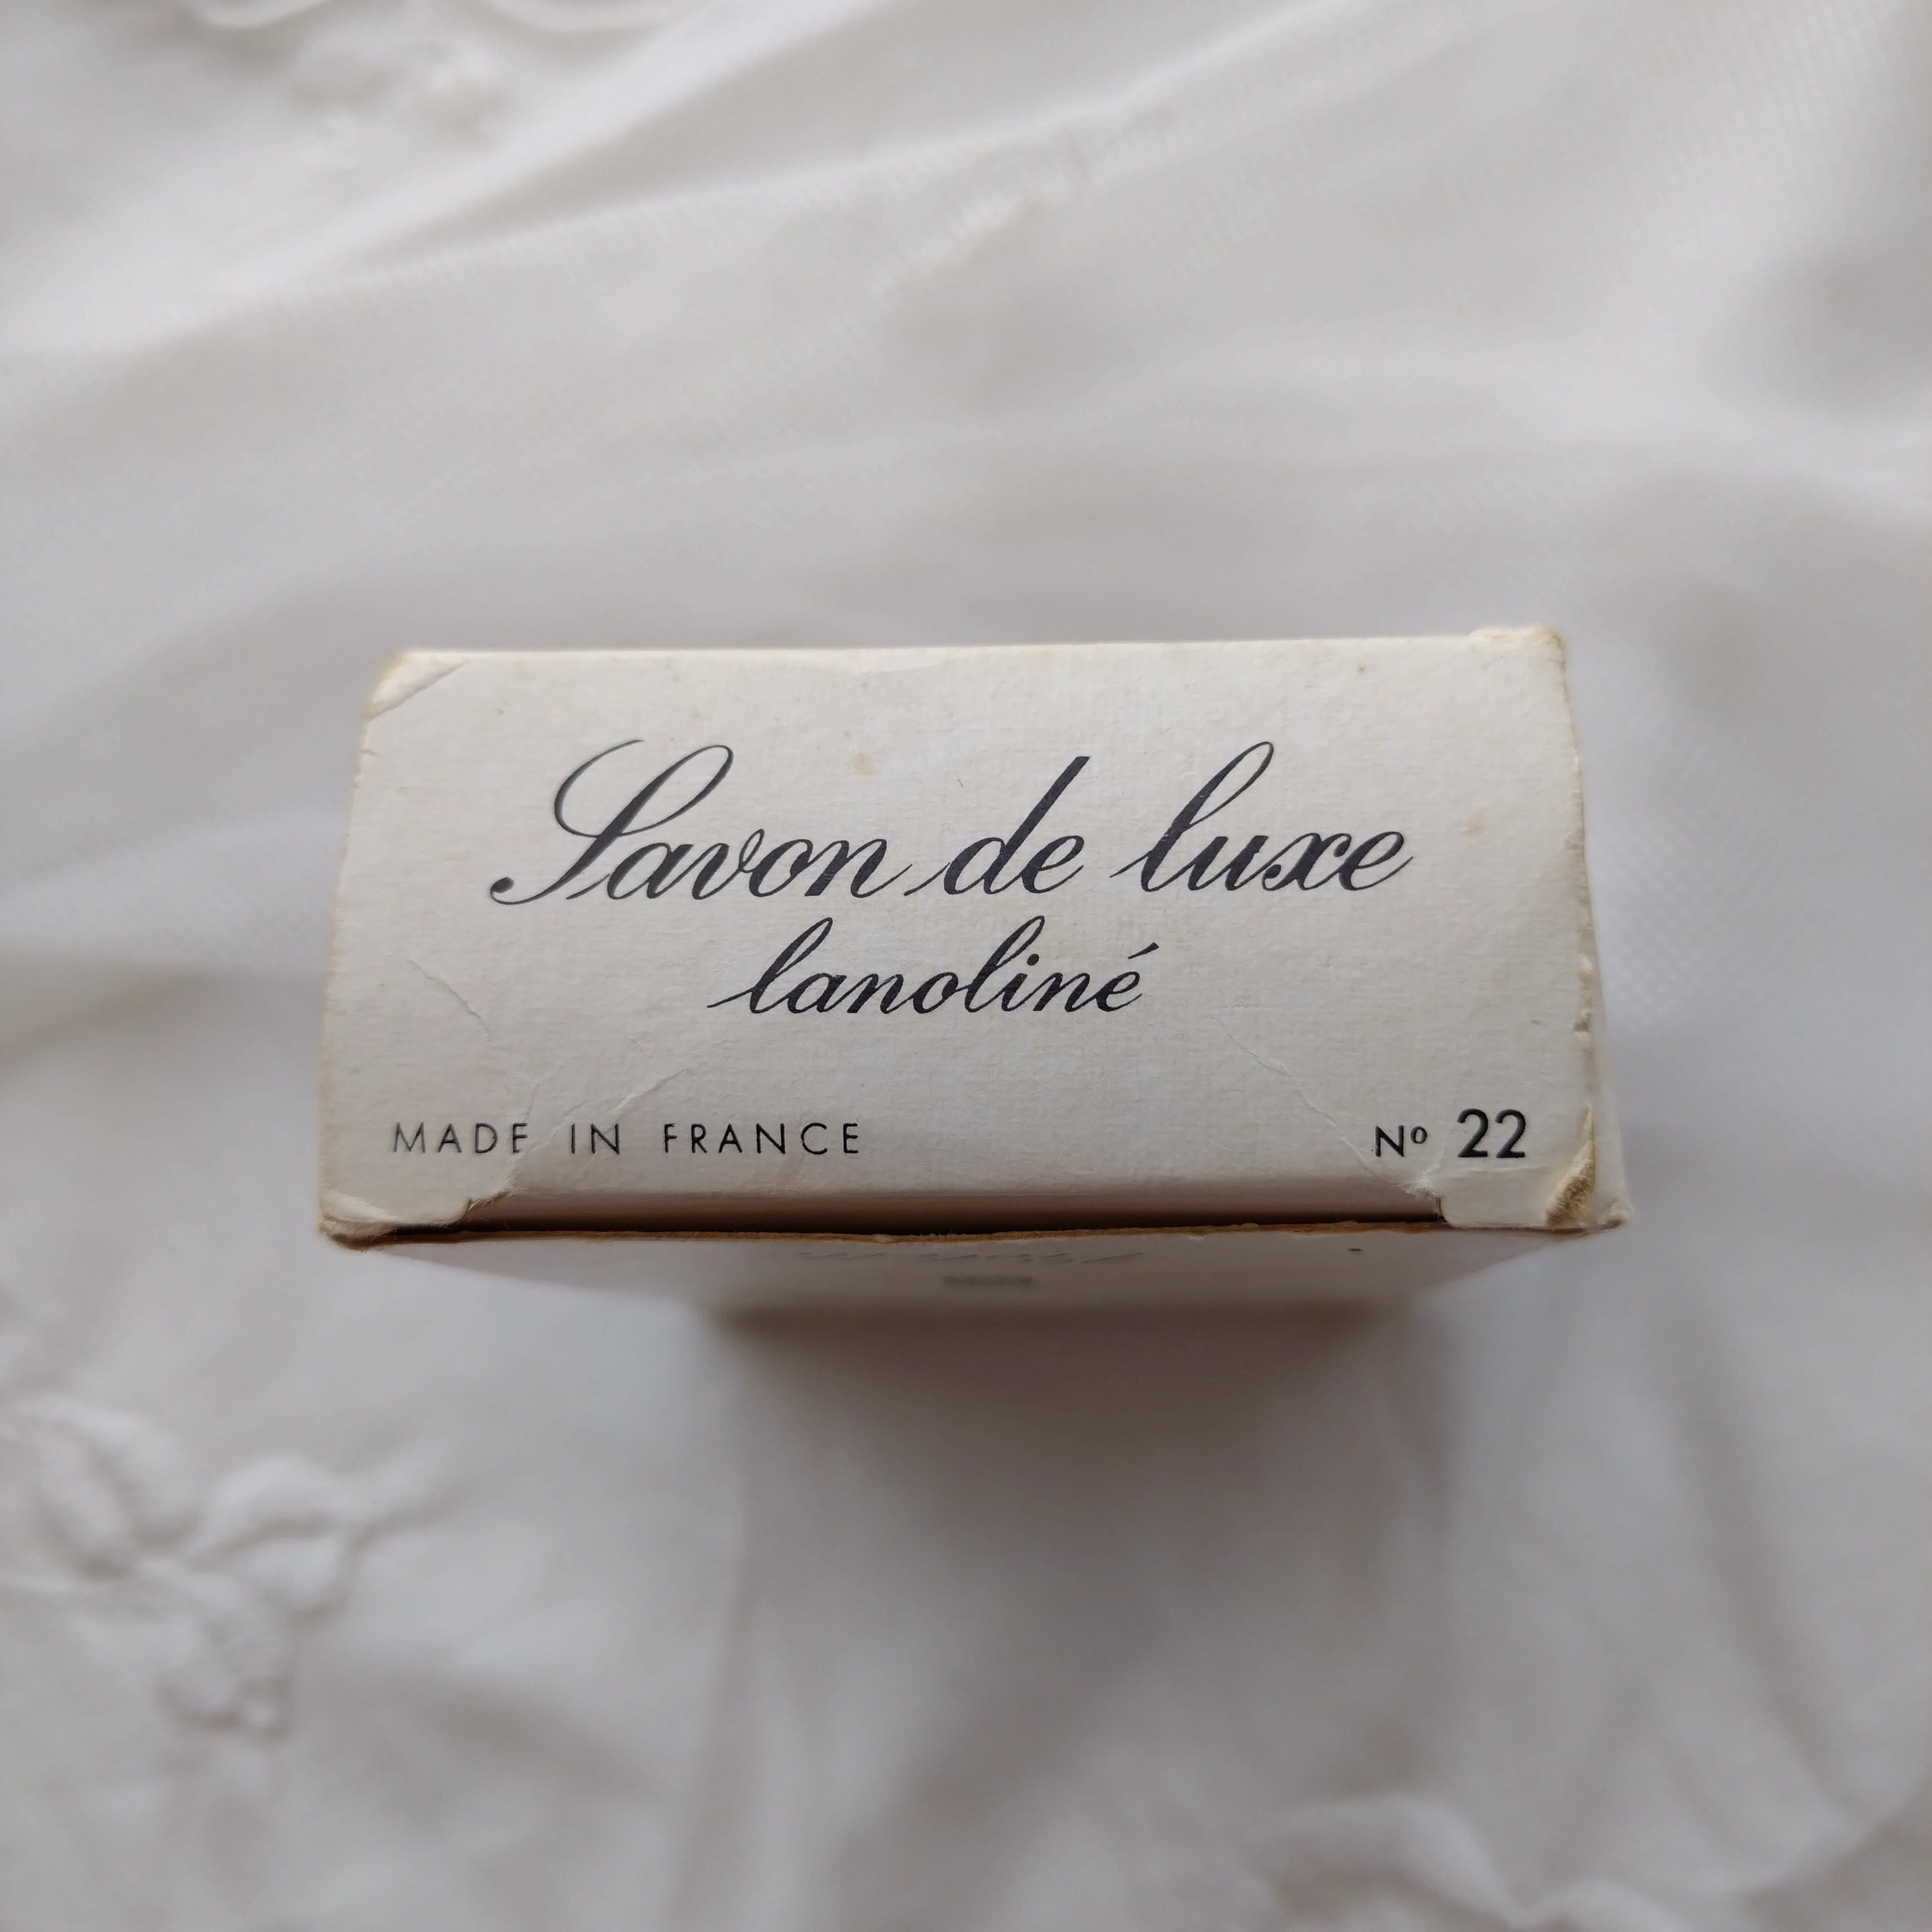 Savon de luxe
lanoliné
MADE IN FRANCE
Nº 22